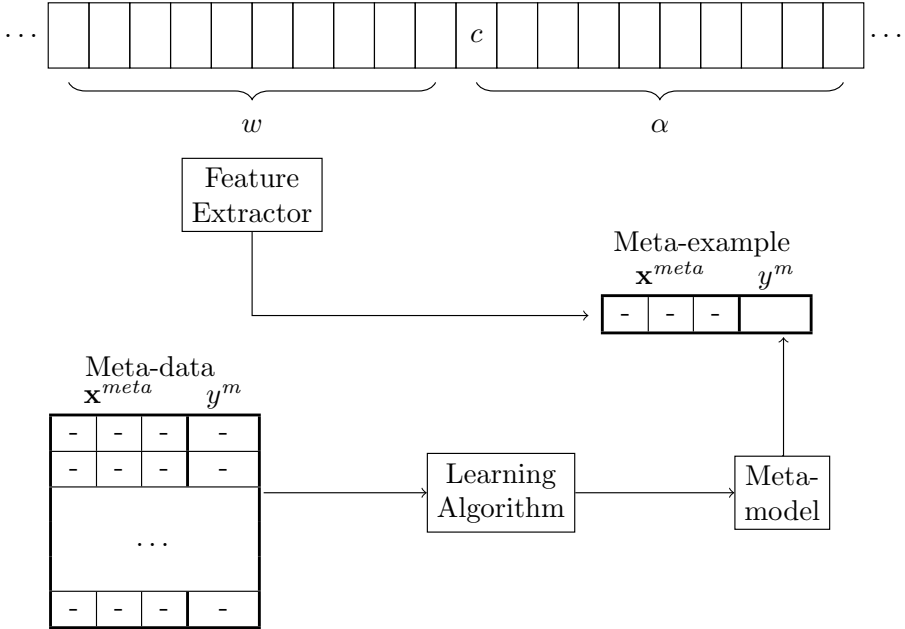 … c …
w α
Feature
Extractor
Meta-example
x^{meta} y^m
- - -
Meta-data
x^{meta} y^m
- - - -
- - - -
…
- - - -
Learning
Algorithm
Meta-
model